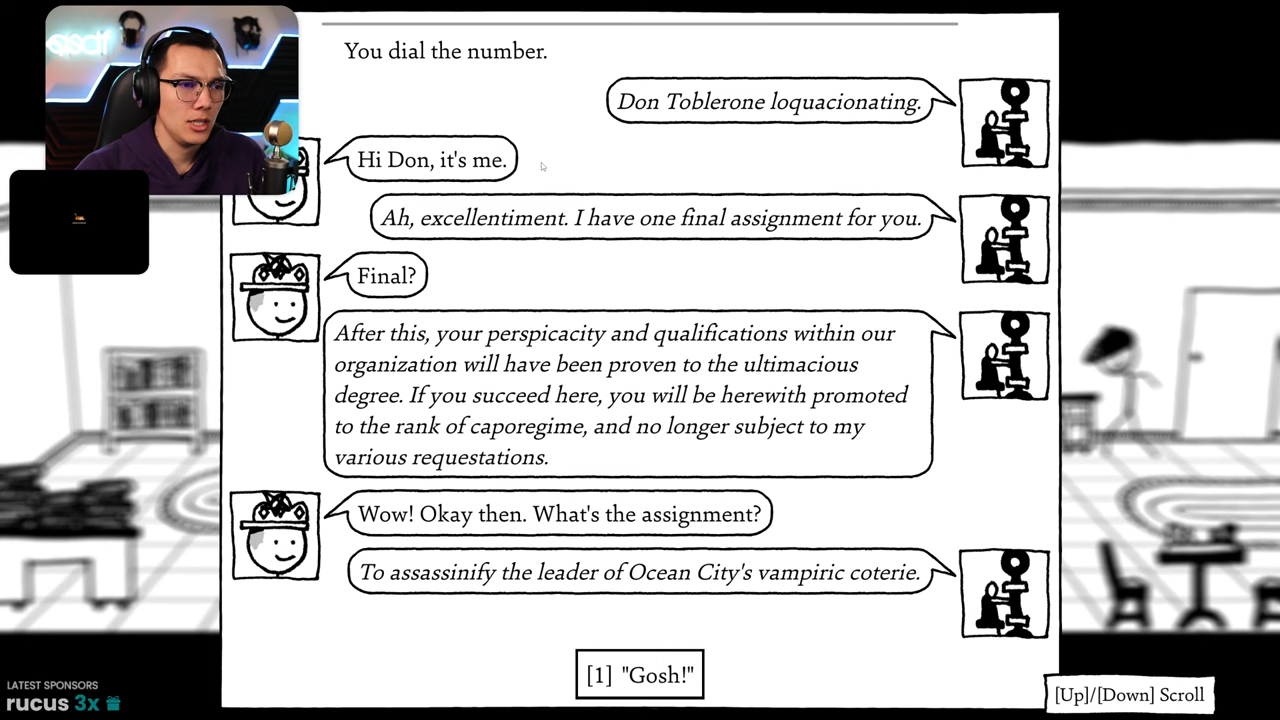 You dial the number.
Don Toblerone loquacionating.
Hi Don, it's me.
Ah, excellentiment. I have one final assignment for you.
Final?
After this, your perspicacity and qualifications within our
organization will have been proven to the ultimacious
degree. If you succeed here, you will be herewith promoted
to the rank of caporegime, and no longer subject to my
various requestations.
Wow! Okay then. What's the assignment?
To assassinify the leader of Ocean City's vampiric coterie.
[1] "Gosh!"
[Up]/[Down] Scroll
LATEST SPONSORS
rucus 3x